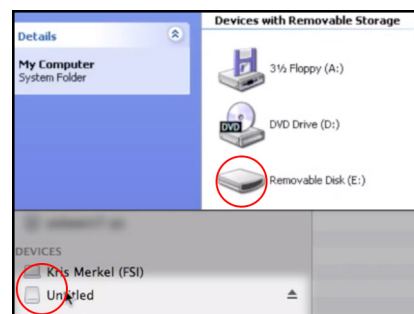 Devices with Removable Storage
Details
My Computer
System Folder
3½ Floppy (A:)
DVD
DVD Drive (D:)
Removable Disk (E:)
DEVICES
Kris Merkel (FSI)
Untitled